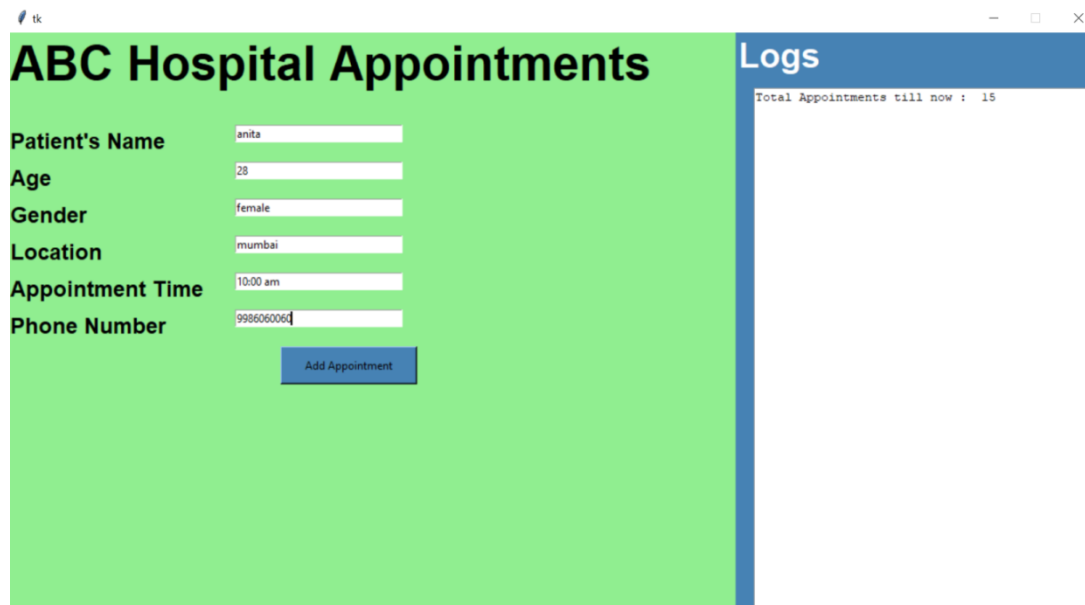 tk
ABC Hospital Appointments
Patient's Name anita
Age 28
Gender female
Location mumbai
Appointment Time 10:00 am
Phone Number 9986060060
Add Appointment
Logs
Total Appointments till now : 15